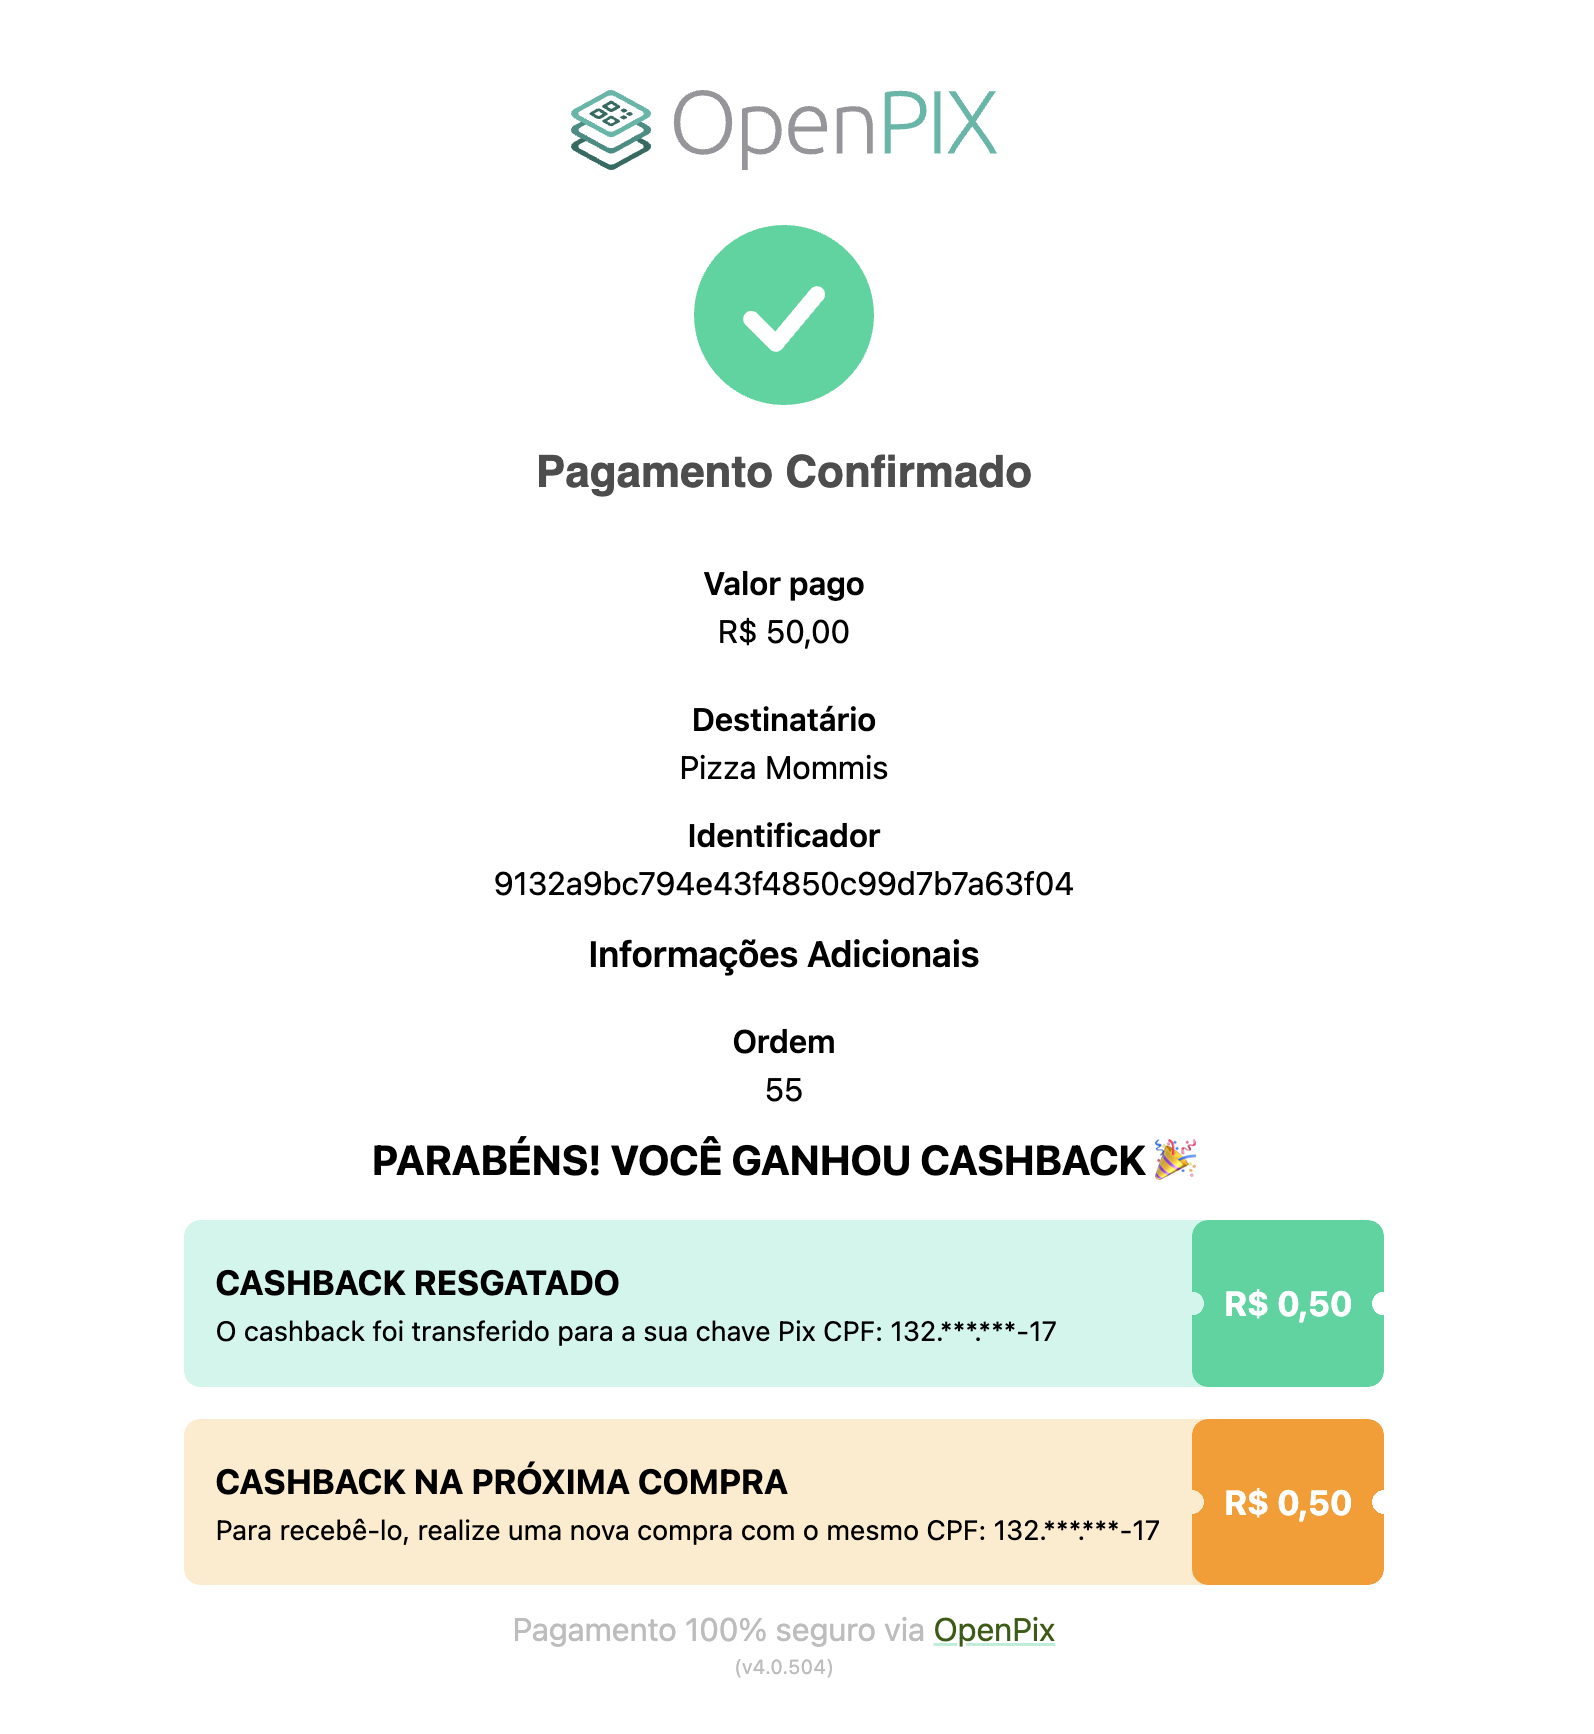 OpenPIX
Pagamento Confirmado
Valor pago
R$ 50,00
Destinatário
Pizza Mommis
Identificador
9132a9bc794e43f4850c99d7b7a63f04
Informações Adicionais
Ordem
55
PARABÉNS! VOCÊ GANHOU CASHBACK🎉
CASHBACK RESGATADO
O cashback foi transferido para a sua chave Pix CPF: 132.***.***-17
R$ 0,50
CASHBACK NA PRÓXIMA COMPRA
Para recebê-lo, realize uma nova compra com o mesmo CPF: 132.***.***-17
R$ 0,50
Pagamento 100% seguro via OpenPix
(v4.0.504)